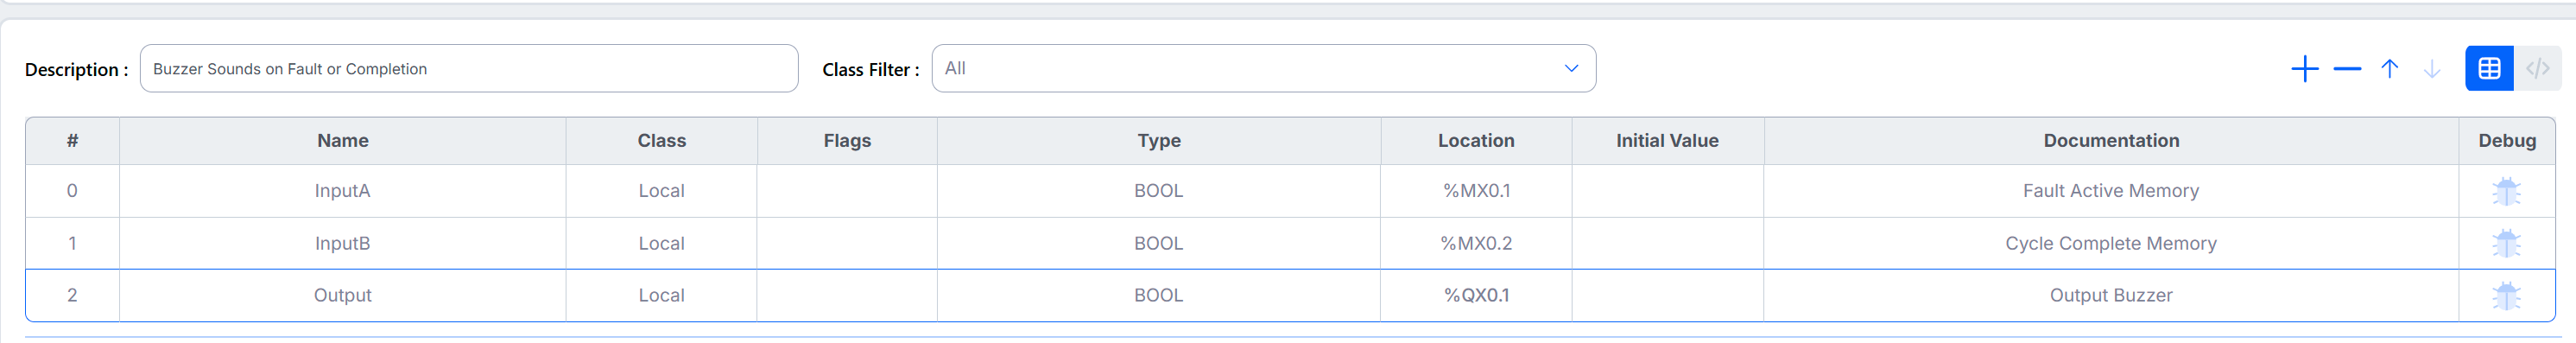 Description : Buzzer Sounds on Fault or Completion Class Filter : All
# Name Class Flags Type Location Initial Value Documentation Debug
0 InputA Local BOOL %MX0.1 Fault Active Memory
1 InputB Local BOOL %MX0.2 Cycle Complete Memory
2 Output Local BOOL %QX0.1 Output Buzzer